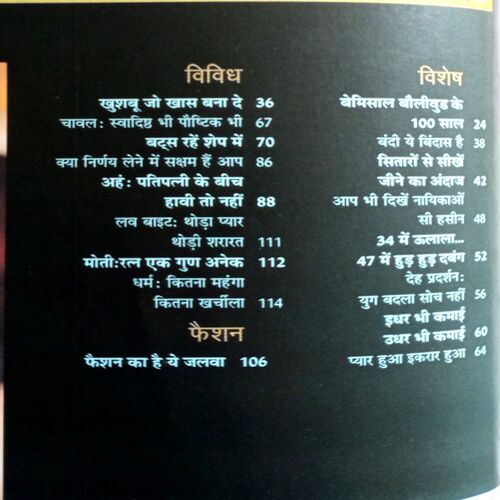 विविध
खुशबू जो खास बना दे 36
चावल: स्वादिष्ठ भी पौष्टिक भी 67
बट्स रहें शेप में 70
क्या निर्णय लेने में सक्षम हैं आप 86
अहं: पतिपत्नी के बीच
हावी तो नहीं 88
लव बाइट: थोड़ा प्यार
थोड़ी शरारत 111
मोती:रत्न एक गुण अनेक 112
धर्म: कितना महंगा
कितना खर्चीला 114
फैशन
फैशन का है ये जलवा 106
विशेष
बेमिसाल बौलीवुड के
100 साल 24
बंदी ये बिंदास है 38
सितारों से सीखें
जीने का अंदाज 42
आप भी दिखें नायिकाओं
सी हसीन 48
34 में ऊलाला...
47 में हुड़ हुड़ दबंग 52
देह प्रदर्शन:
युग बदला सोच नहीं 56
इधर भी कमाई
उधर भी कमाई 60
प्यार हुआ इकरार हुआ 64